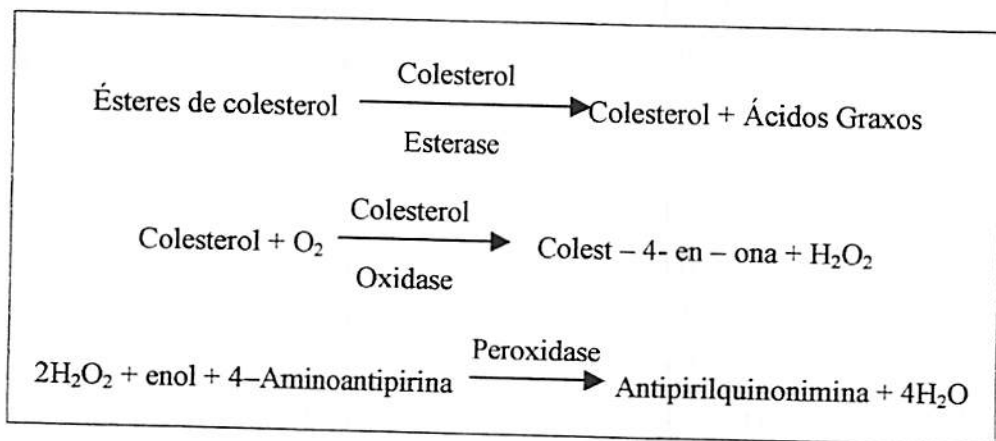 Colesterol
Ésteres de colesterol Colesterol + Ácidos Graxos
Esterase
Colesterol
Colesterol + O₂ Colest – 4- en – ona + H₂O₂
Oxidase
Peroxidase
2H₂O₂ + enol + 4–Aminoantipirina Antipirilquinonimina + 4H₂O